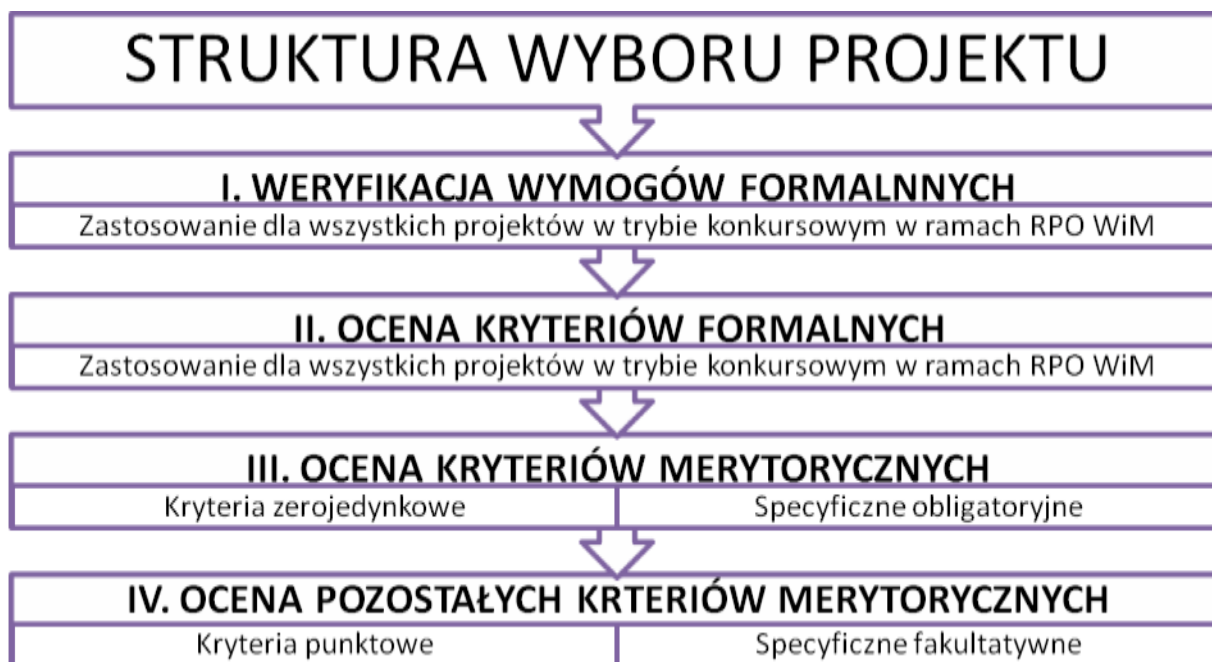 STRUKTURA WYBORU PROJEKTU
I. WERYFIKACJA WYMOGÓW FORMALNNNYCH
Zastosowanie dla wszystkich projektów w trybie konkursowym w ramach RPO WiM
II. OCENA KRYTERIÓW FORMALNYCH
Zastosowanie dla wszystkich projektów w trybie konkursowym w ramach RPO WiM
III. OCENA KRYTERIÓW MERYTORYCZNYCH
Kryteria zerojedynkowe
Specyficzne obligatoryjne
IV. OCENA POZOSTAŁYCH KRTERIÓW MERYTORYCZNYCH
Kryteria punktowe
Specyficzne fakultatywne